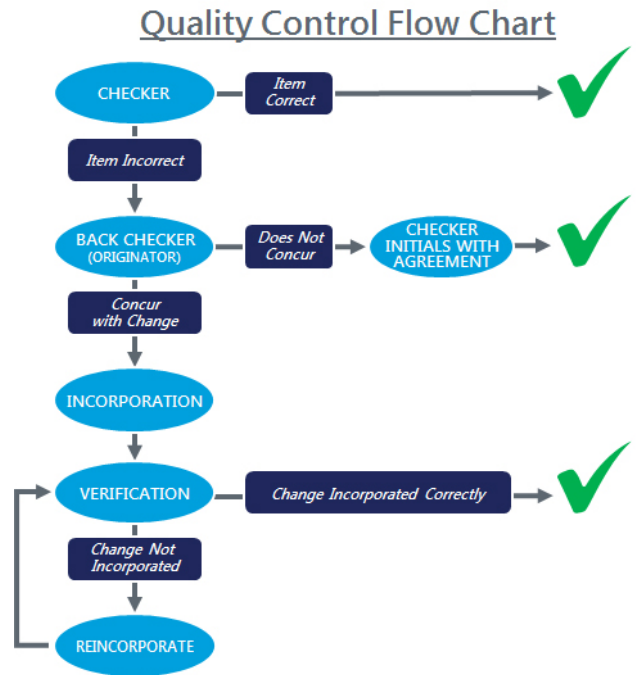 Quality Control Flow Chart
CHECKER
Item
Correct
Item Incorrect
BACK CHECKER
(ORIGINATOR)
Does Not
Concur
CHECKER
INITIALS WITH
AGREEMENT
Concur
with Change
INCORPORATION
VERIFICATION
Change Incorporated Correctly
Change Not
Incorporated
REINCORPORATE